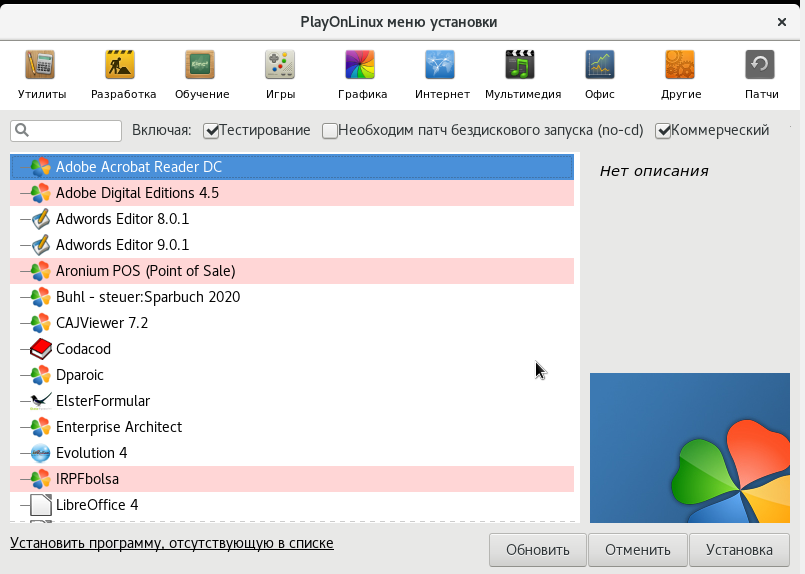 PlayOnLinux меню установки
Утилиты Разработка Обучение Игры Графика Интернет Мультимедия Офис Другие Патчи
Включая: Тестирование Необходим патч бездискового запуска (no-cd) Коммерческий
Adobe Acrobat Reader DC
Нет описания
Adobe Digital Editions 4.5
Adwords Editor 8.0.1
Adwords Editor 9.0.1
Aronium POS (Point of Sale)
Buhl - steuer:Sparbuch 2020
CAJViewer 7.2
Codacod
Dparoic
ElsterFormular
Enterprise Architect
Evolution 4
IRPFbolsa
LibreOffice 4
Установить программу, отсутствующую в списке
Обновить Отменить Установка